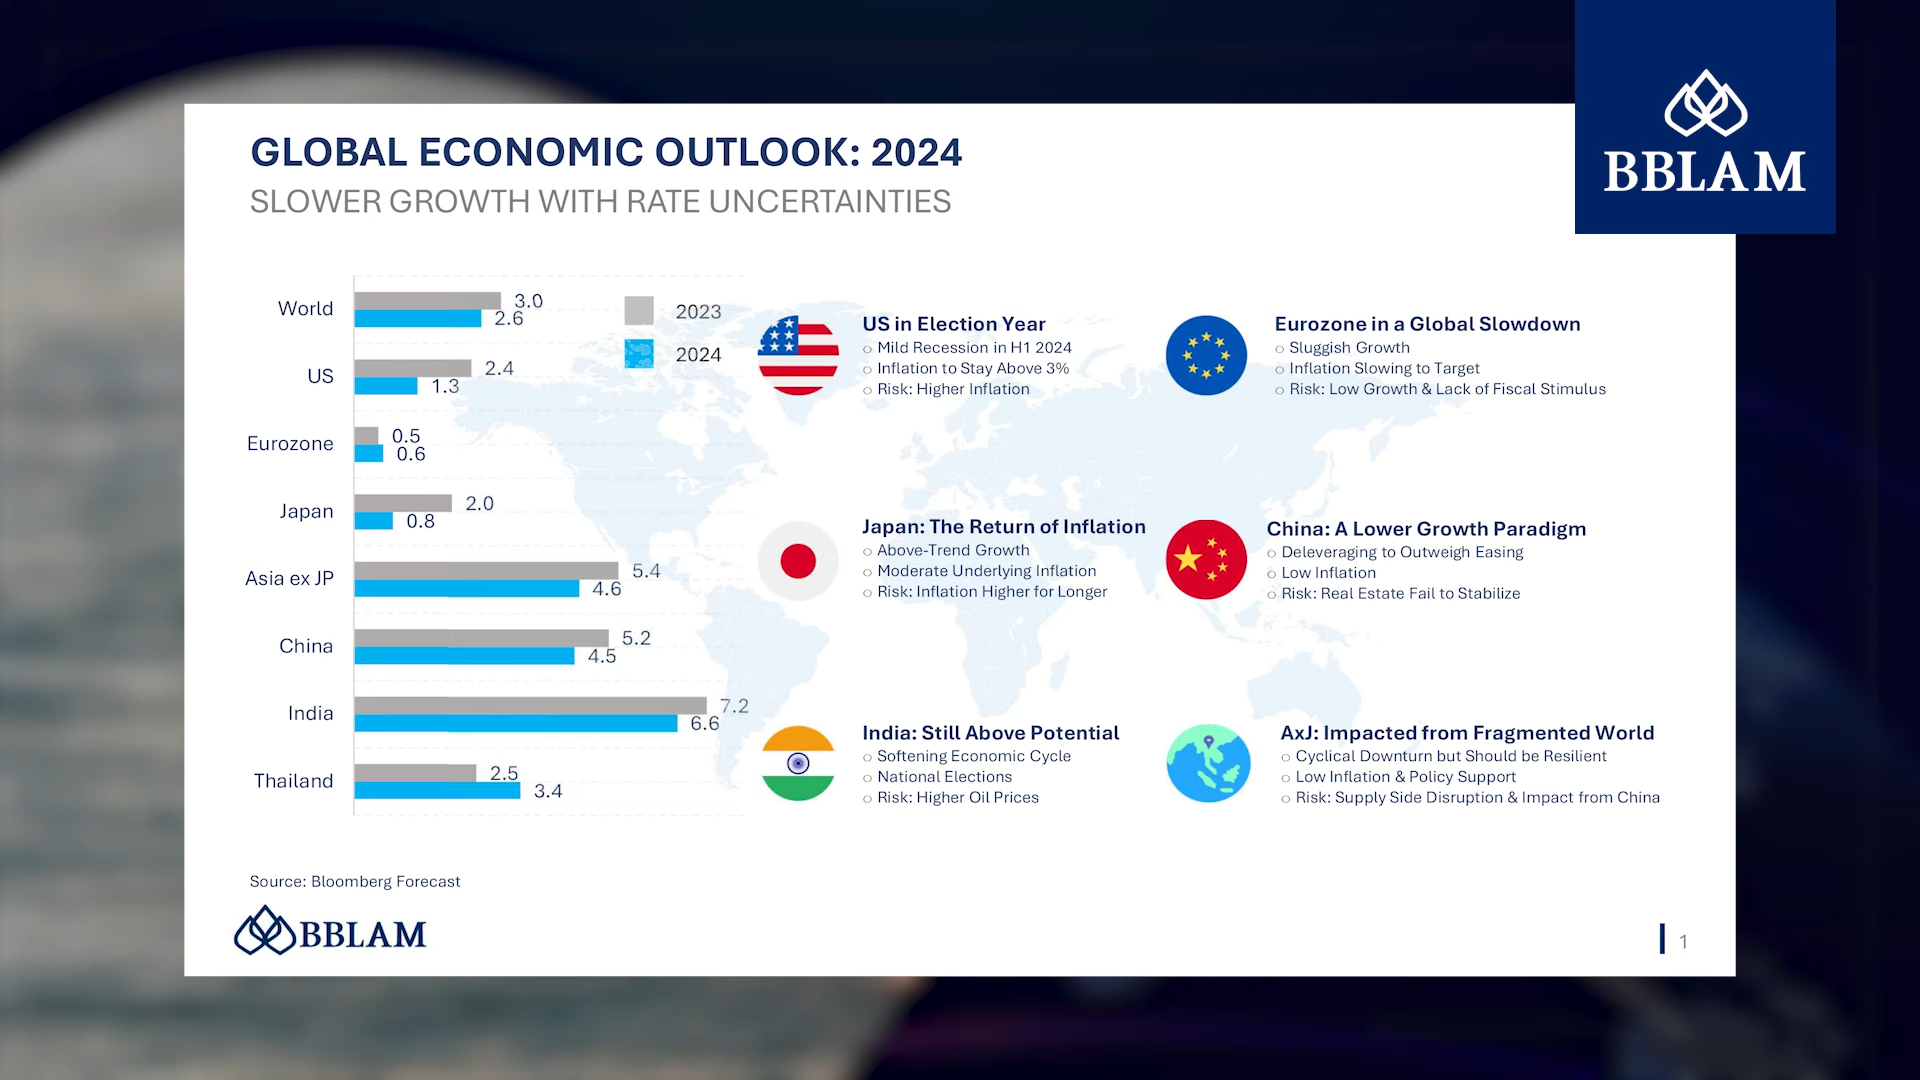 BBLAM
GLOBAL ECONOMIC OUTLOOK: 2024
SLOWER GROWTH WITH RATE UNCERTAINTIES
2023
2024
World
3.0
2.6
US
2.4
1.3
Eurozone
0.5
0.6
Japan
2.0
0.8
Asia ex JP
5.4
4.6
China
5.2
4.5
India
7.2
6.6
Thailand
2.5
3.4
US in Election Year
○ Mild Recession in H1 2024
○ Inflation to Stay Above 3%
○ Risk: Higher Inflation
Eurozone in a Global Slowdown
○ Sluggish Growth
○ Inflation Slowing to Target
○ Risk: Low Growth & Lack of Fiscal Stimulus
Japan: The Return of Inflation
○ Above-Trend Growth
○ Moderate Underlying Inflation
○ Risk: Inflation Higher for Longer
China: A Lower Growth Paradigm
○ Deleveraging to Outweigh Easing
○ Low Inflation
○ Risk: Real Estate Fail to Stabilize
India: Still Above Potential
○ Softening Economic Cycle
○ National Elections
○ Risk: Higher Oil Prices
AxJ: Impacted from Fragmented World
○ Cyclical Downturn but Should be Resilient
○ Low Inflation & Policy Support
○ Risk: Supply Side Disruption & Impact from China
Source: Bloomberg Forecast
BBLAM
1